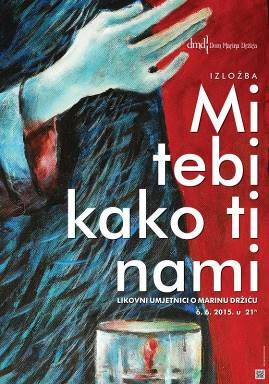 dmd Dom Marina Držića
IZLOŽBA
Mi
tebi
kako ti
nami
LIKOVNI UMJETNICI O MARINU DRŽIĆU
6. 6. 2015. u 21h